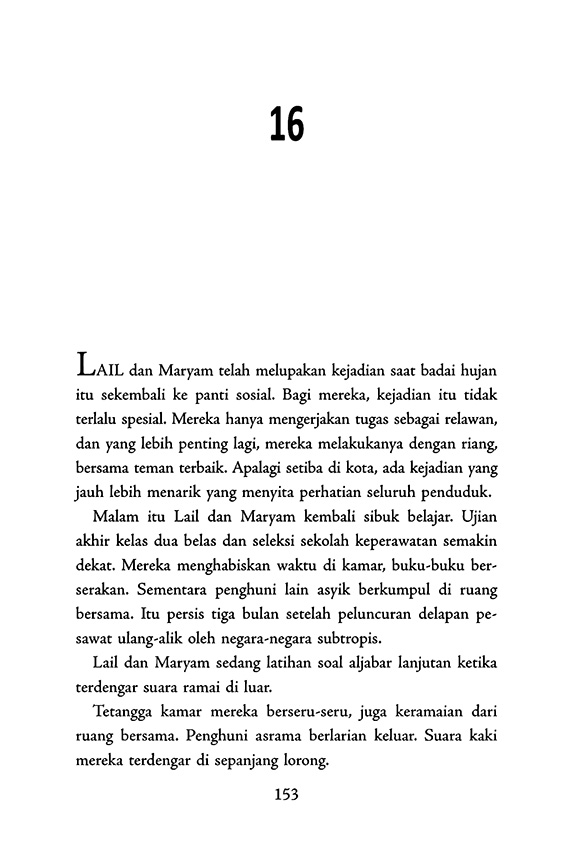 16
LAIL dan Maryam telah melupakan kejadian saat badai hujan
itu sekembali ke panti sosial. Bagi mereka, kejadian itu tidak
terlalu spesial. Mereka hanya mengerjakan tugas sebagai relawan,
dan yang lebih penting lagi, mereka melakukanya dengan riang,
bersama teman terbaik. Apalagi setiba di kota, ada kejadian yang
jauh lebih menarik yang menyita perhatian seluruh penduduk.
Malam itu Lail dan Maryam kembali sibuk belajar. Ujian
akhir kelas dua belas dan seleksi sekolah keperawatan semakin
dekat. Mereka menghabiskan waktu di kamar, buku-buku ber-
serakan. Sementara penghuni lain asyik berkumpul di ruang
bersama. Itu persis tiga bulan setelah peluncuran delapan pe-
sawat ulang-alik oleh negara-negara subtropis.
Lail dan Maryam sedang latihan soal aljabar lanjutan ketika
terdengar suara ramai di luar.
Tetangga kamar mereka berseru-seru, juga keramaian dari
ruang bersama. Penghuni asrama berlarian keluar. Suara kaki
mereka terdengar di sepanjang lorong.
153